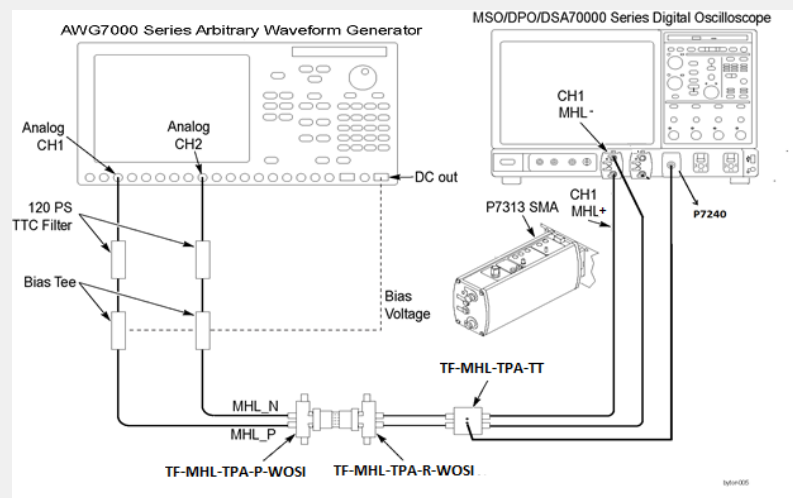 AWG7000 Series Arbitrary Waveform Generator
MSO/DPO/DSA70000 Series Digital Oscilloscope
Analog
CH1
Analog
CH2
DC out
CH1
MHL-
120 PS
TTC Filter
P7313 SMA
CH1
MHL+
P7240
Bias Tee
Bias
Voltage
TF-MHL-TPA-TT
MHL_N
MHL_P
TF-MHL-TPA-P-WOSI
TF-MHL-TPA-R-WOSI